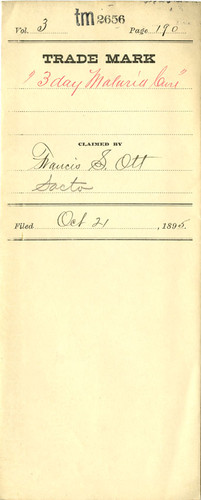 tm 2656
Vol. 3 Page 190
TRADE MARK
"3 day Malaria Cure"
CLAIMED BY
Francis S. Ott
Sacto
Filed Oct 21, 1895.